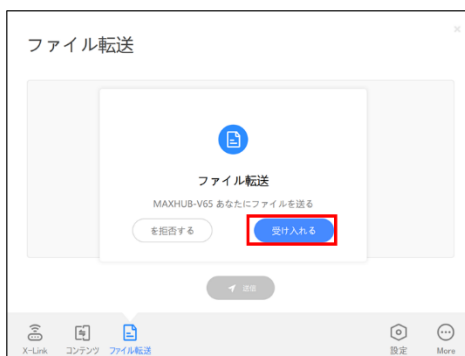 ファイル転送
ファイル転送
MAXHUB-V65 あなたにファイルを送る
を拒否する
受け入れる
X-Link
コンテンツ
ファイル転送
設定
More